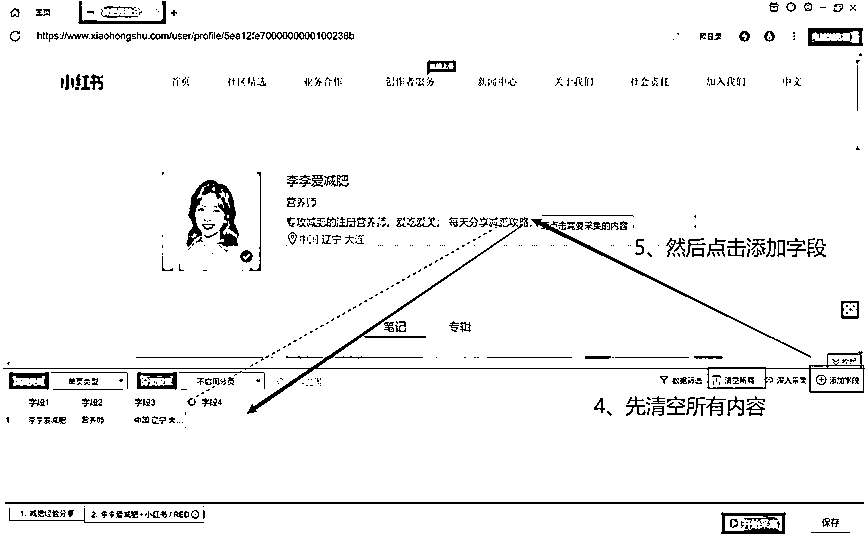 主页
https://www.xiaohongshu.com/user/profile/5ee12fe7000000000100238b
小红书
首页 社区精选 业务合作 创作者服务 新闻中心 关于我们 社会责任 加入我们 中文
李李爱减肥
营养师
专攻减肥的注册营养师，爱吃爱美； 每天分享减肥攻略。
点击需要采集的内容
中国 辽宁 大连
5、然后点击添加字段
笔记 专辑
单页类型 不启用分页
数据筛选 清空所有 深入采集 添加字段
字段1 字段2 字段3 字段4
1 李李爱减肥 营养师 中国 辽宁 大...
4、先清空所有内容
1. 减肥经验分享 2. 李李爱减肥 - 小红书 / RED
保存